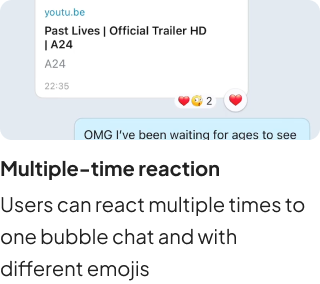 youtu.be
Past Lives | Official Trailer HD
| A24
A24
22:35
2
OMG I've been waiting for ages to see
Multiple-time reaction
Users can react multiple times to
one bubble chat and with
different emojis